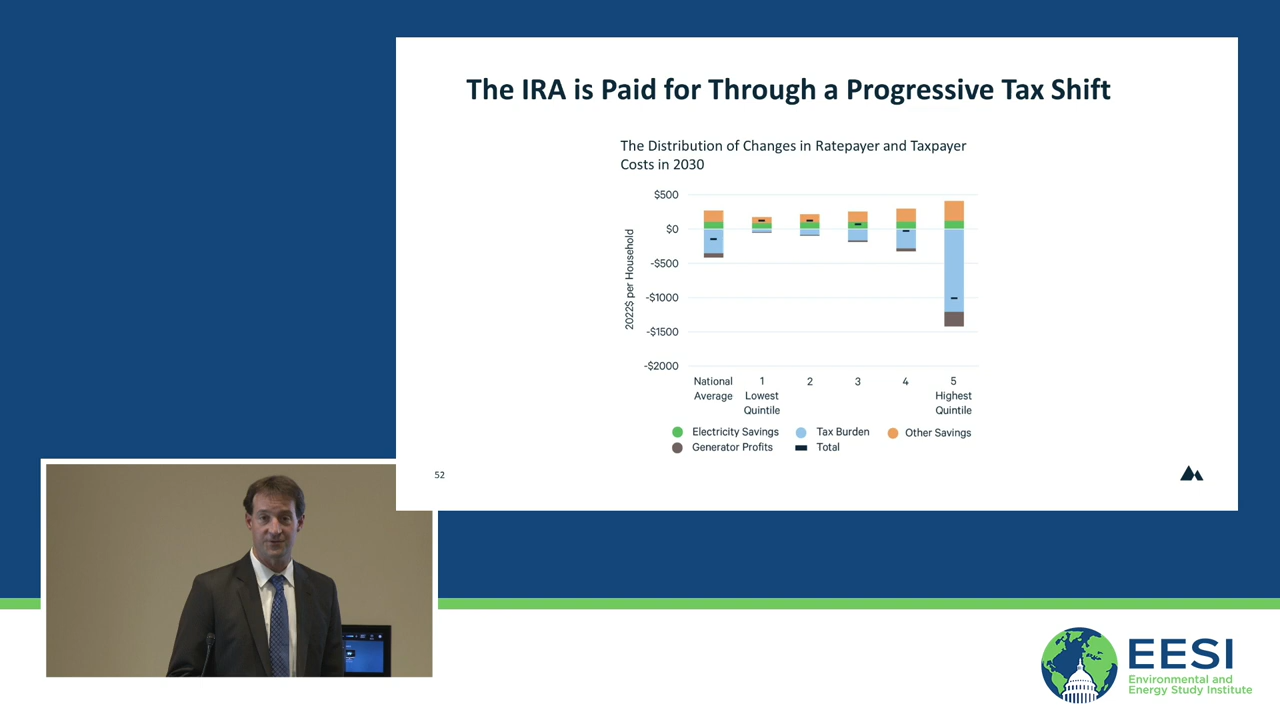 The IRA is Paid for Through a Progressive Tax Shift
The Distribution of Changes in Ratepayer and Taxpayer
Costs in 2030
2022$ per Household
$500
$0
-$500
-$1000
-$1500
-$2000
National
Average
1
Lowest
Quintile
2
3
4
5
Highest
Quintile
Electricity Savings
Tax Burden
Other Savings
Generator Profits
Total
52
EESI
Environmental and
Energy Study Institute